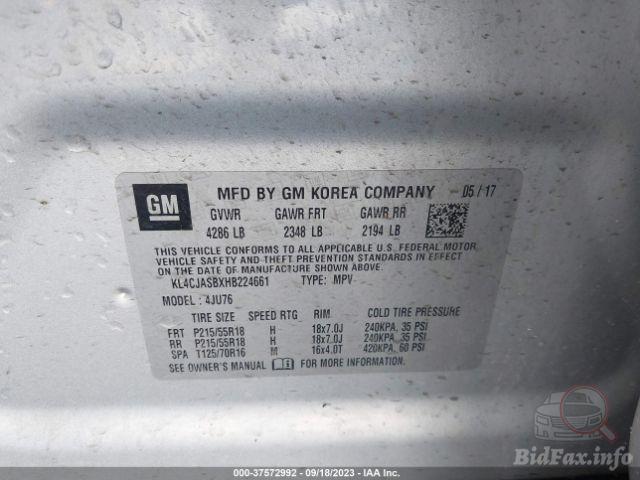 GM
MFD BY GM KOREA COMPANY 05/17
GVWR GAWR FRT GAWR RR
4286 LB 2348 LB 2194 LB
THIS VEHICLE CONFORMS TO ALL APPLICABLE U.S. FEDERAL MOTOR
VEHICLE SAFETY AND THEFT PREVENTION STANDARDS IN EFFECT
ON THE DATE OF MANUFACTURE SHOWN ABOVE.
KL4CJASBXHB224661 TYPE: MPV
MODEL: 4JU76
TIRE SIZE SPEED RTG RIM COLD TIRE PRESSURE
FRT P215/55R18 H 18x7.0J 240KPA, 35 PSI
RR P215/55R18 H 18x7.0J 240KPA, 35 PSI
SPA T125/70R16 M 16x4.0T 420KPA, 60 PSI
SEE OWNER'S MANUAL FOR MORE INFORMATION.
BidFax.info
000-37572992 - 09/18/2023 - IAA Inc.